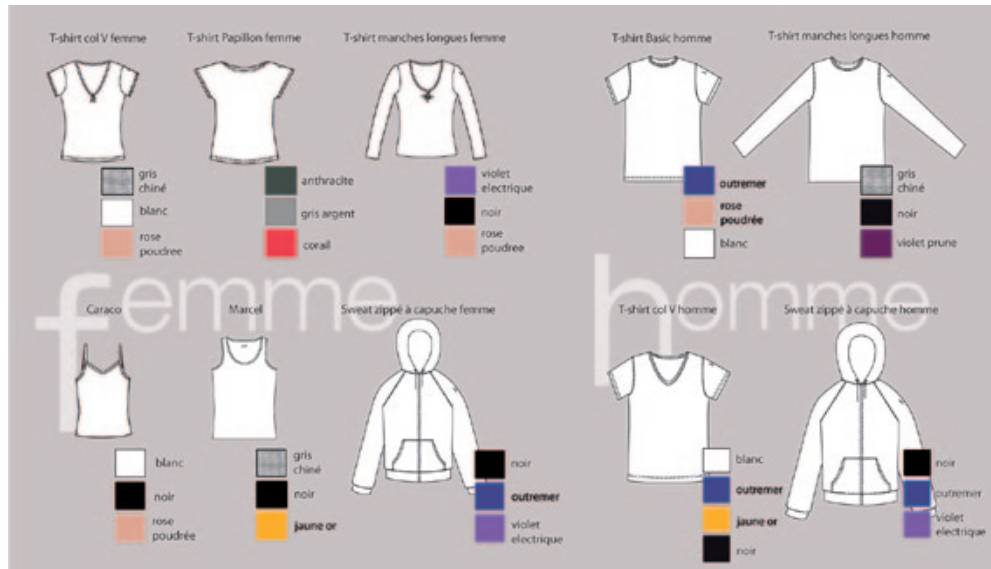 T-shirt col V femme
T-shirt Papillon femme
T-shirt manches longues femme
T-shirt Basic homme
T-shirt manches longues homme
gris
chiné
blanc
rose
poudree
anthracite
gris argent
corail
violet
electrique
noir
rose
poudree
outremer
rose
poudrée
blanc
gris
chiné
noir
violet prune
femme
homme
Caraco
Marcel
Sweat zippé à capuche femme
T-shirt col V homme
Sweat zippé à capuche homme
blanc
noir
rose
poudrée
gris
chiné
noir
jaune or
noir
outremer
violet
electrique
blanc
outremer
jaune or
noir
noir
outremer
violet
electrique